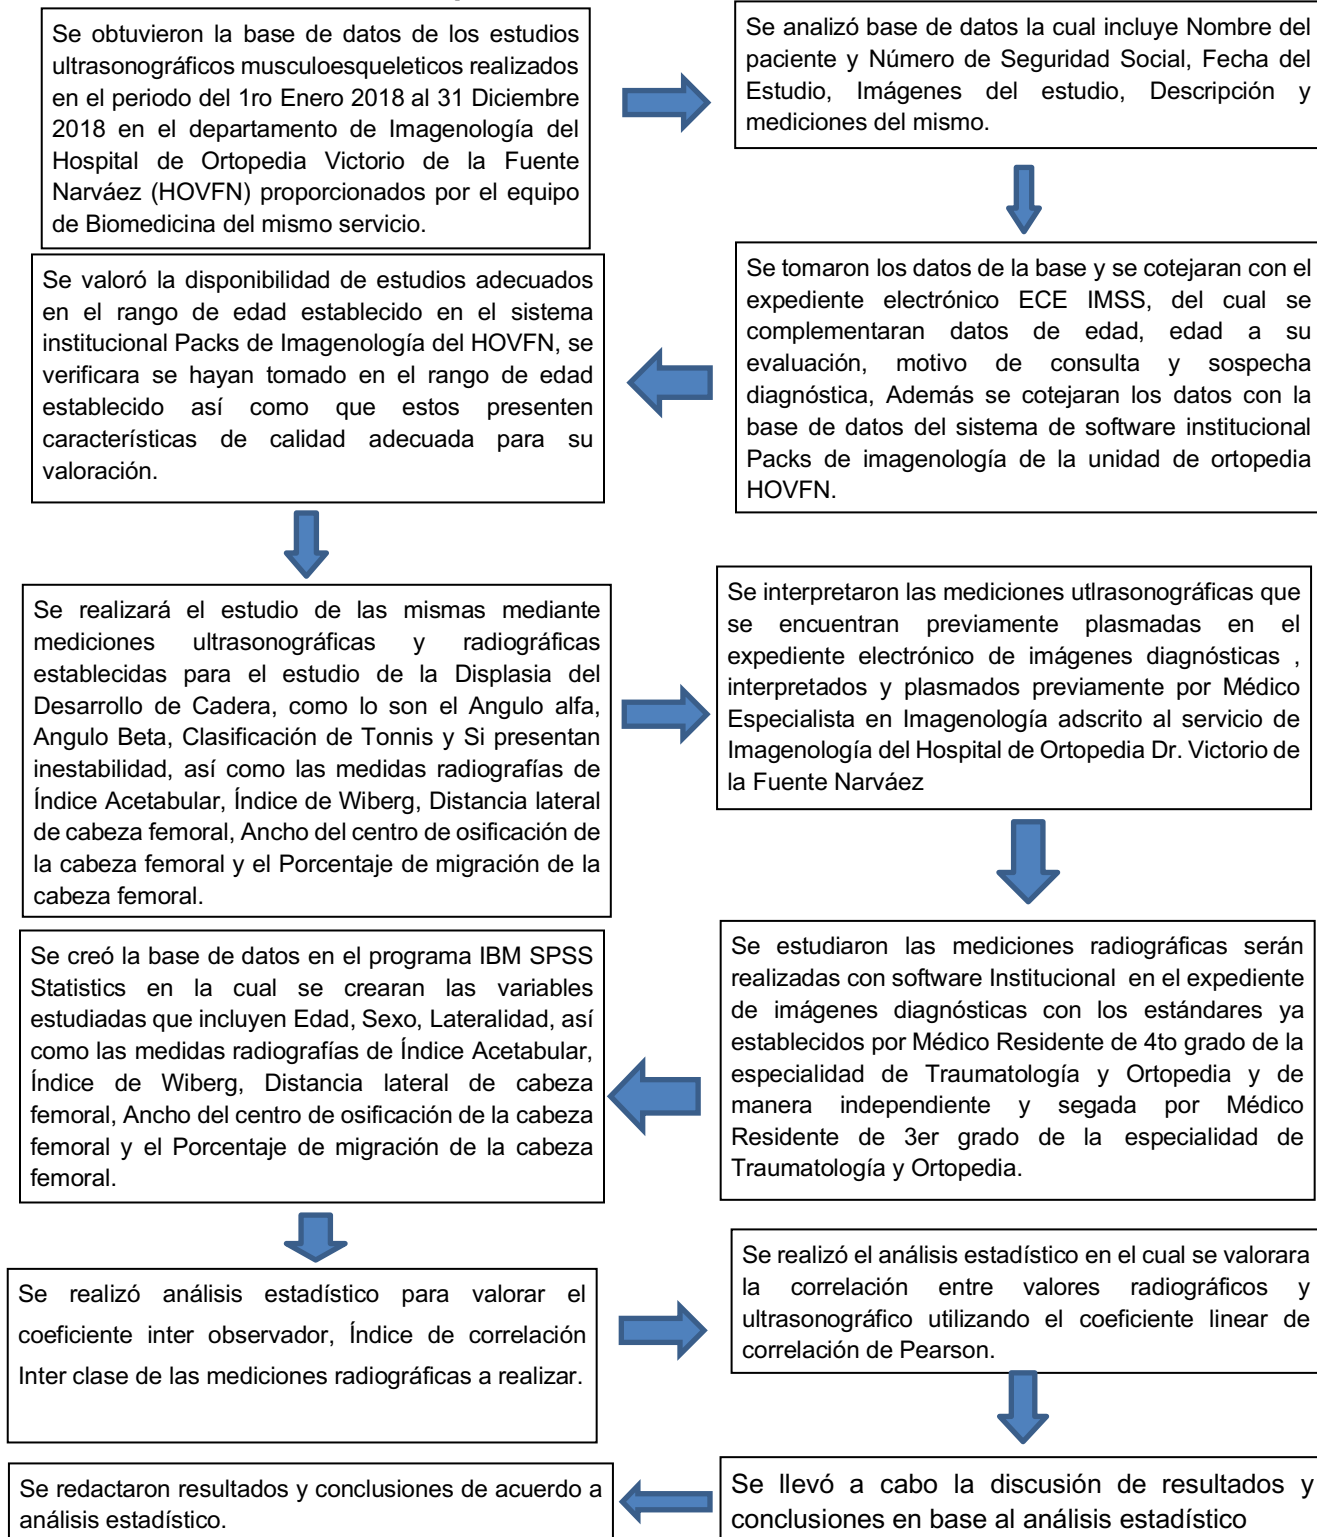 Se obtuvieron la base de datos de los estudios
ultrasonográficos musculoesqueleticos realizados
en el periodo del 1ro Enero 2018 al 31 Diciembre
2018 en el departamento de Imagenología del
Hospital de Ortopedia Victorio de la Fuente
Narváez (HOVFN) proporcionados por el equipo
de Biomedicina del mismo servicio.
Se analizó base de datos la cual incluye Nombre del
paciente y Número de Seguridad Social, Fecha del
Estudio, Imágenes del estudio, Descripción y
mediciones del mismo.
Se tomaron los datos de la base y se cotejaran con el
expediente electrónico ECE IMSS, del cual se
complementaran datos de edad, edad a su
evaluación, motivo de consulta y sospecha
diagnóstica, Además se cotejaran los datos con la
base de datos del sistema de software institucional
Packs de imagenología de la unidad de ortopedia
HOVFN.
Se valoró la disponibilidad de estudios adecuados
en el rango de edad establecido en el sistema
institucional Packs de Imagenología del HOVFN, se
verificara se hayan tomado en el rango de edad
establecido así como que estos presenten
características de calidad adecuada para su
valoración.
Se realizará el estudio de las mismas mediante
mediciones ultrasonográficas y radiográficas
establecidas para el estudio de la Displasia del
Desarrollo de Cadera, como lo son el Angulo alfa,
Angulo Beta, Clasificación de Tonnis y Si presentan
inestabilidad, así como las medidas radiografías de
Índice Acetabular, Índice de Wiberg, Distancia lateral
de cabeza femoral, Ancho del centro de osificación de
la cabeza femoral y el Porcentaje de migración de la
cabeza femoral.
Se interpretaron las mediciones utlrasonográficas que
se encuentran previamente plasmadas en el
expediente electrónico de imágenes diagnósticas ,
interpretados y plasmados previamente por Médico
Especialista en Imagenología adscrito al servicio de
Imagenología del Hospital de Ortopedia Dr. Victorio de
la Fuente Narváez
Se estudiaron las mediciones radiográficas serán
realizadas con software Institucional en el expediente
de imágenes diagnósticas con los estándares ya
establecidos por Médico Residente de 4to grado de la
especialidad de Traumatología y Ortopedia y de
manera independiente y segada por Médico
Residente de 3er grado de la especialidad de
Traumatología y Ortopedia.
Se creó la base de datos en el programa IBM SPSS
Statistics en la cual se crearan las variables
estudiadas que incluyen Edad, Sexo, Lateralidad, así
como las medidas radiografías de Índice Acetabular,
Índice de Wiberg, Distancia lateral de cabeza
femoral, Ancho del centro de osificación de la cabeza
femoral y el Porcentaje de migración de la cabeza
femoral.
Se realizó análisis estadístico para valorar el
coeficiente inter observador, Índice de correlación
Inter clase de las mediciones radiográficas a realizar.
Se realizó el análisis estadístico en el cual se valorara
la correlación entre valores radiográficos y
ultrasonográfico utilizando el coeficiente linear de
correlación de Pearson.
Se llevó a cabo la discusión de resultados y
conclusiones en base al análisis estadístico
Se redactaron resultados y conclusiones de acuerdo a
análisis estadístico.